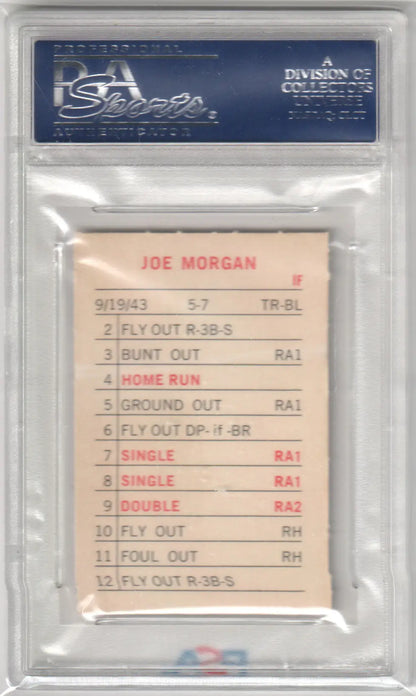 PROFESSIONAL
PSA
Sports
AUTHENTICATOR
A
DIVISION OF
COLLECTORS
UNIVERSE
JOE MORGAN
IF
9/19/43 5-7 TR-BL
2 FLY OUT R-3B-S
3 BUNT OUT RA1
4 HOME RUN
5 GROUND OUT RA1
6 FLY OUT DP- if -BR
7 SINGLE RA1
8 SINGLE RA1
9 DOUBLE RA2
10 FLY OUT RH
11 FOUL OUT RH
12 FLY OUT R-3B-S